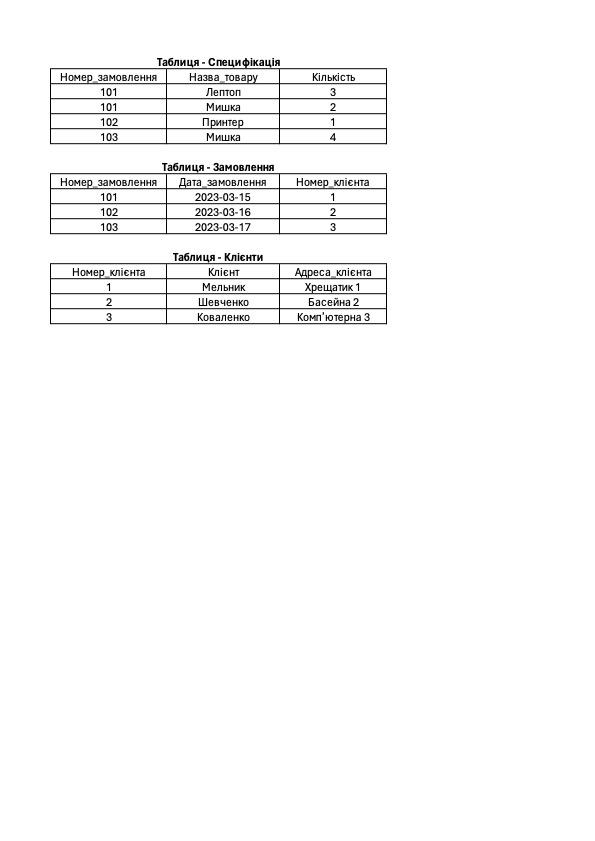 Таблиця - Специфікація
Номер_замовлення Назва_товару Кількість
101 Лептоп 3
101 Мишка 2
102 Принтер 1
103 Мишка 4
Таблиця - Замовлення
Номер_замовлення Дата_замовлення Номер_клієнта
101 2023-03-15 1
102 2023-03-16 2
103 2023-03-17 3
Таблиця - Клієнти
Номер_клієнта Клієнт Адреса_клієнта
1 Мельник Хрещатик 1
2 Шевченко Басейна 2
3 Коваленко Комп’ютерна 3